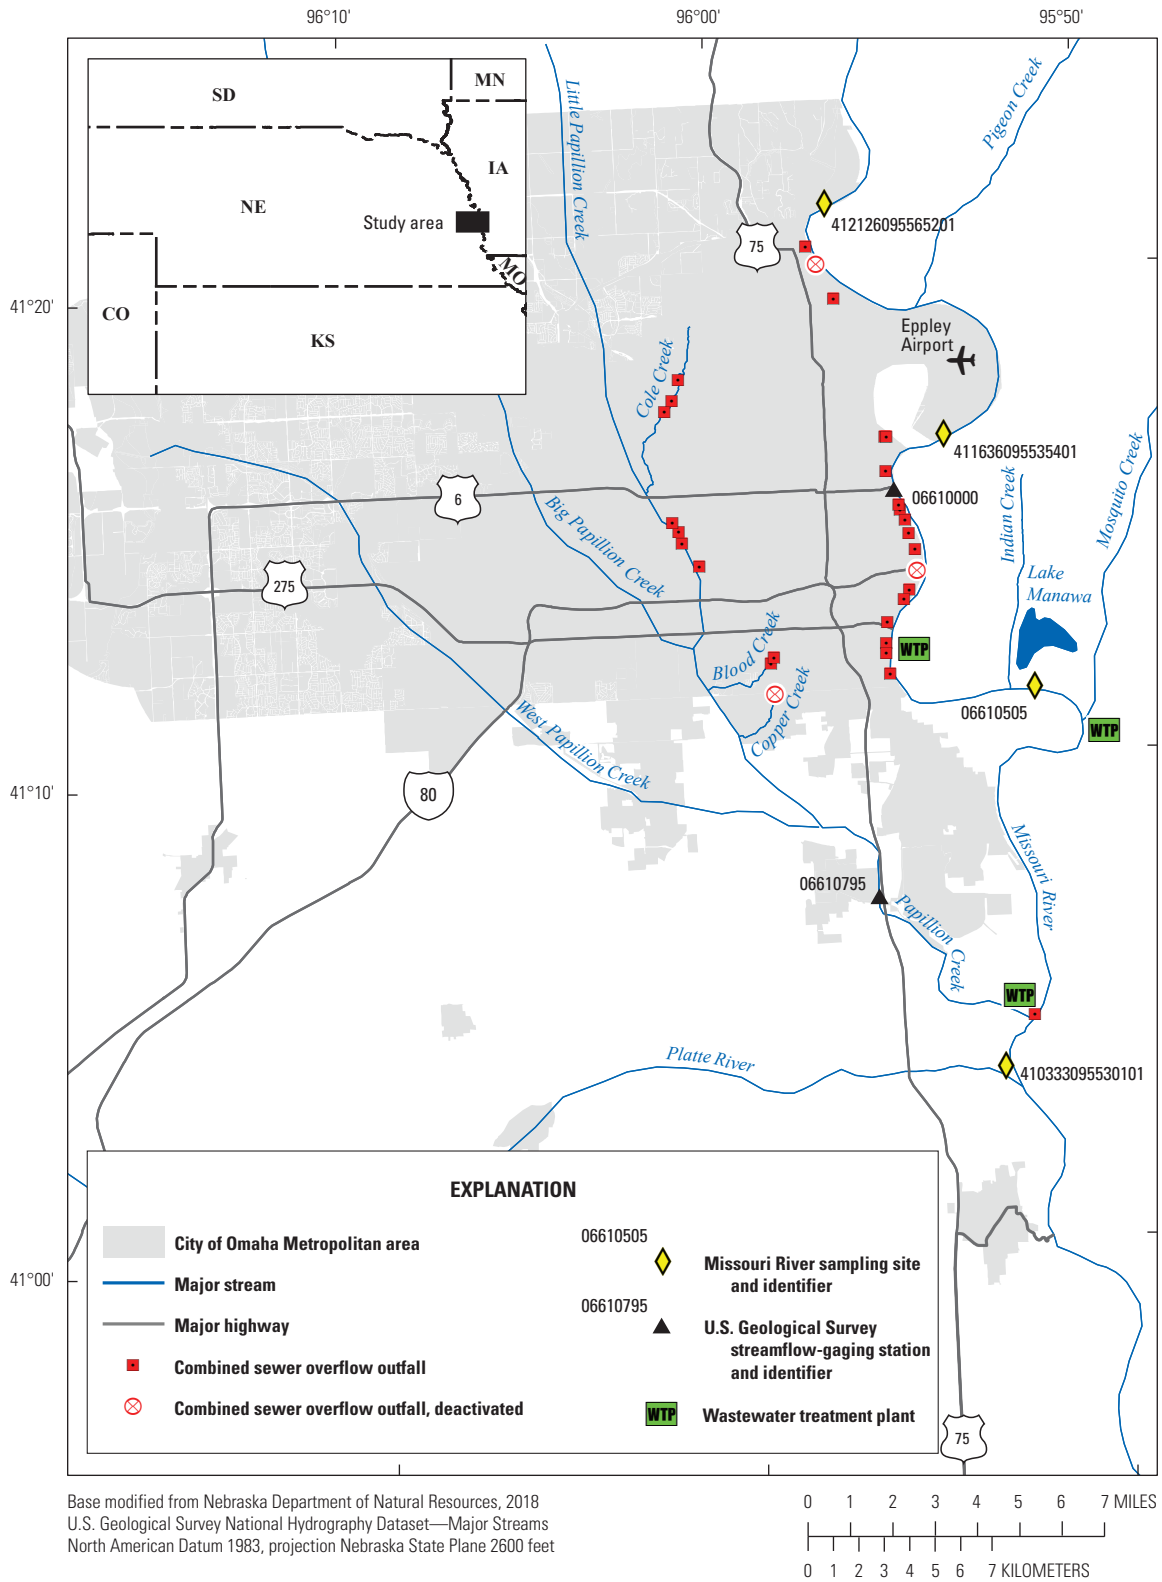 96°10'
96°00'
95°50'
SD
MN
IA
NE
Study area
MO
CO
KS
Little Papillion Creek
Pigeon Creek
412126095565201
75
41°20'
Eppley
Airport
Cole Creek
411636095535401
Mosquito Creek
Indian Creek
06610000
6
Big Papillion Creek
275
Lake
Manawa
Blood Creek
WTP
Copper Creek
06610505
WTP
West Papillion Creek
80
41°10'
Missouri River
06610795
Papillion Creek
WTP
Platte River
410333095530101
41°00'
EXPLANATION
City of Omaha Metropolitan area
Major stream
Major highway
Combined sewer overflow outfall
Combined sewer overflow outfall, deactivated
06610505
Missouri River sampling site
and identifier
06610795
U.S. Geological Survey
streamflow-gaging station
and identifier
WTP
Wastewater treatment plant
75
Base modified from Nebraska Department of Natural Resources, 2018
U.S. Geological Survey National Hydrography Dataset—Major Streams
North American Datum 1983, projection Nebraska State Plane 2600 feet
0 1 2 3 4 5 6 7 MILES
0 1 2 3 4 5 6 7 KILOMETERS